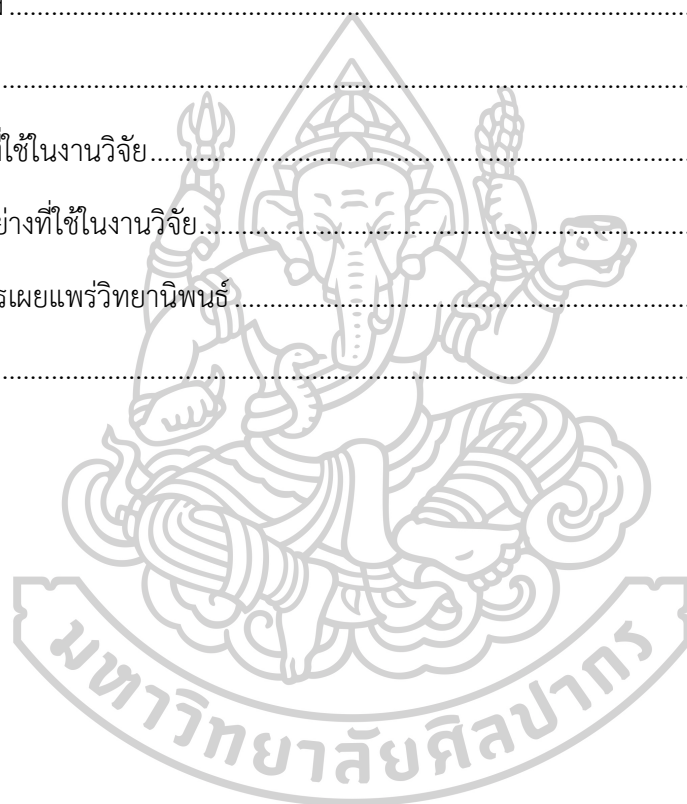 ที่ใช้ในงานวิจัย
ย่างที่ใช้ในงานวิจัย
รเผยแพร่วิทยานิพนธ์
มหาวิทยาลัยศิลปากร